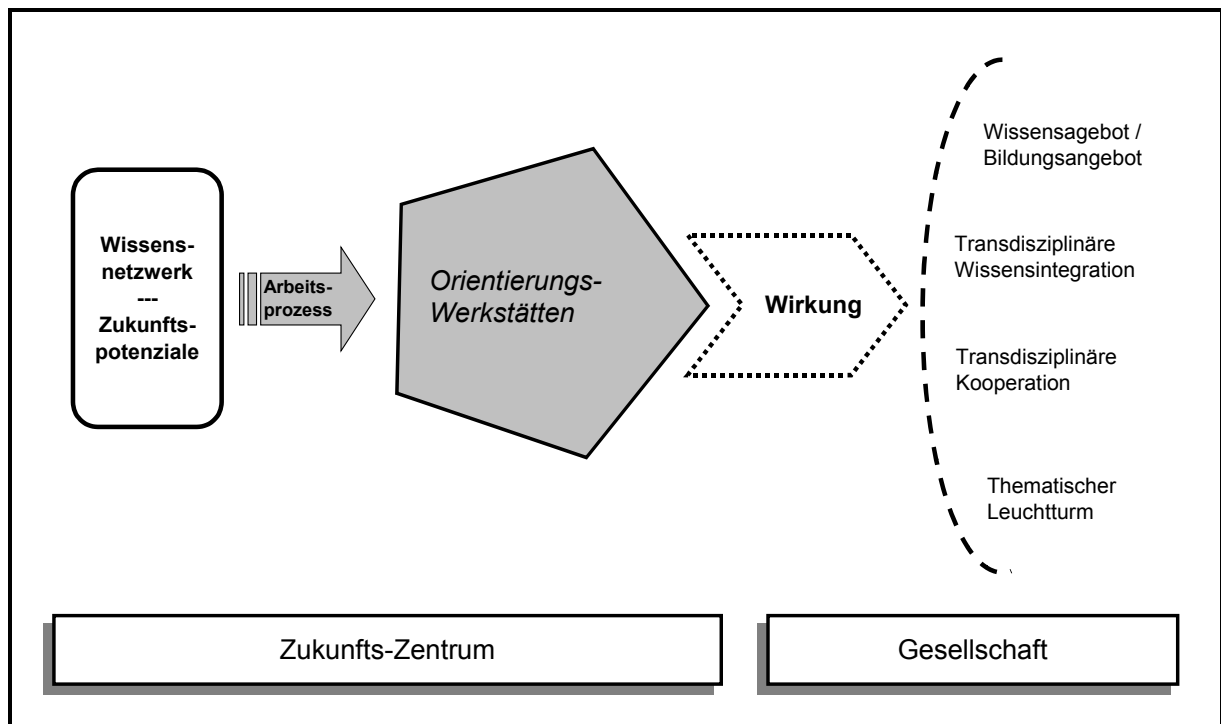 Wissens-
netzwerk
---
Zukunfts-
potenziale
Arbeits-
prozess
Orientierungs-
Werkstätten
Wirkung
Wissensagebot /
Bildungsangebot
Transdisziplinäre
Wissensintegration
Transdisziplinäre
Kooperation
Thematischer
Leuchtturm
Zukunfts-Zentrum
Gesellschaft